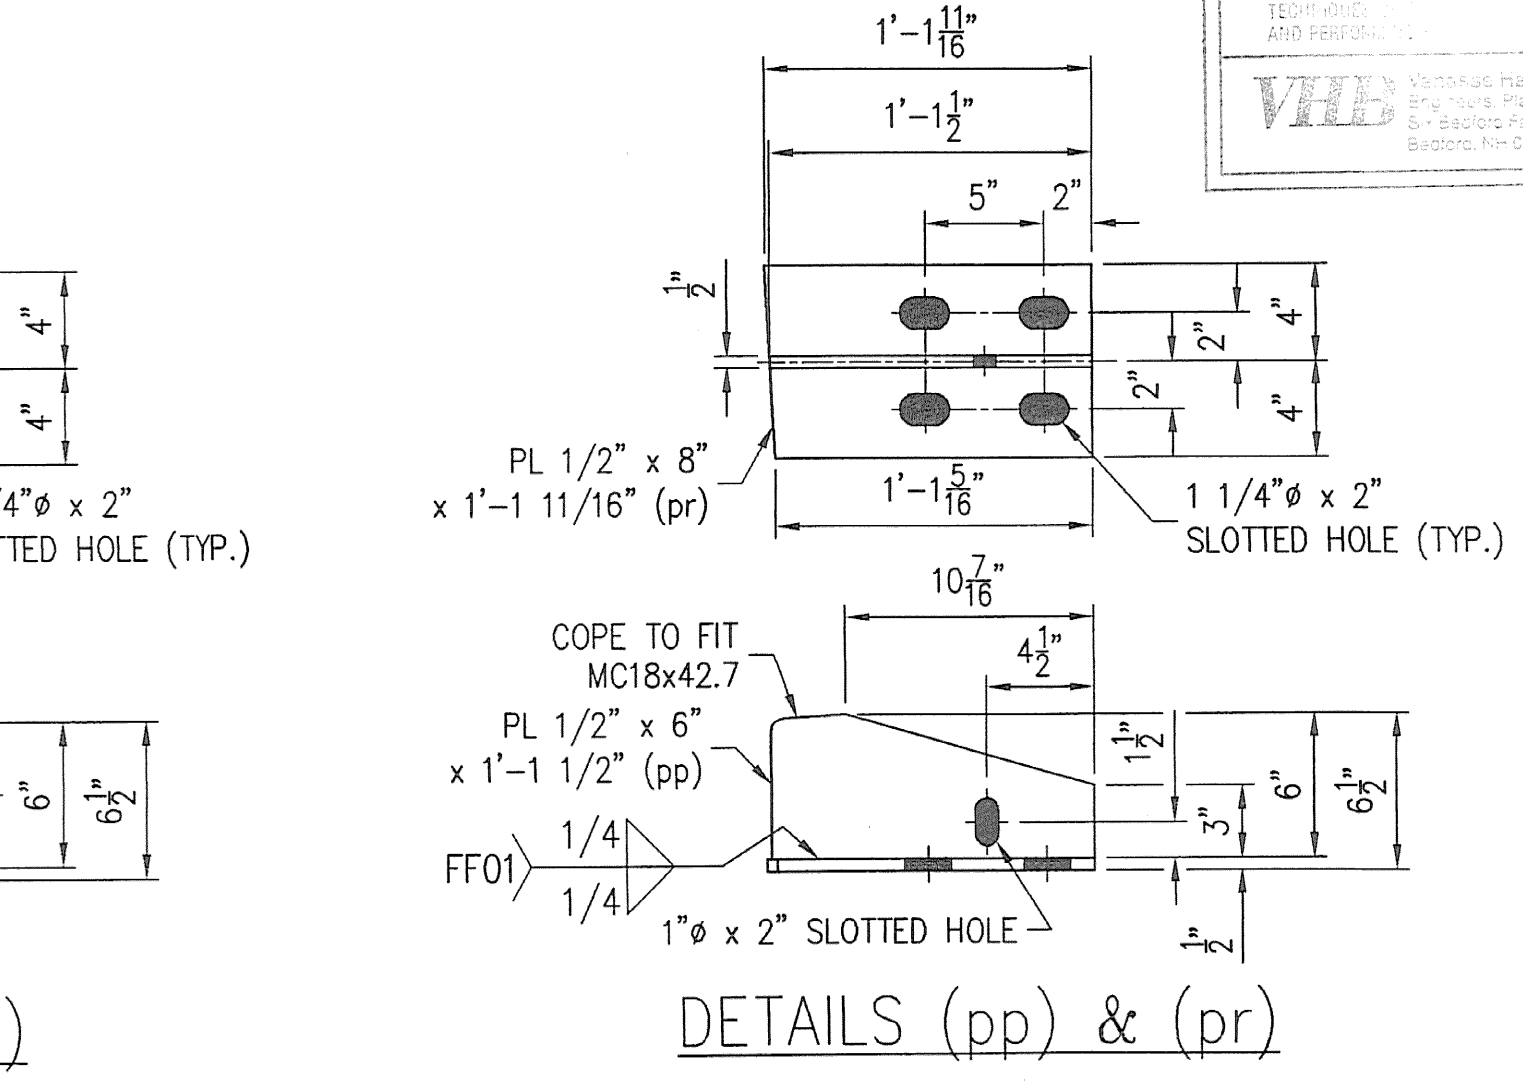 TECHNIQUES
AND PERFORM
VHB
Bedford, NH
1'-1 11/16"
1'-1 1/2"
5"
2"
1/2"
4"
4"
2"
2"
4"
4"
PL 1/2" x 8"
x 1'-1 11/16" (pr)
1'-1 5/16"
1 1/4"ø x 2"
SLOTTED HOLE (TYP.)
/4"ø x 2"
TTED HOLE (TYP.)
10 7/16"
COPE TO FIT
MC18x42.7
4 1/2"
PL 1/2" x 6"
x 1'-1 1/2" (pp)
1 1/2"
3"
6"
6 1/2"
6"
6 1/2"
FF01
1/4
1/4
1"ø x 2" SLOTTED HOLE
1/2"
)
DETAILS (pp) & (pr)